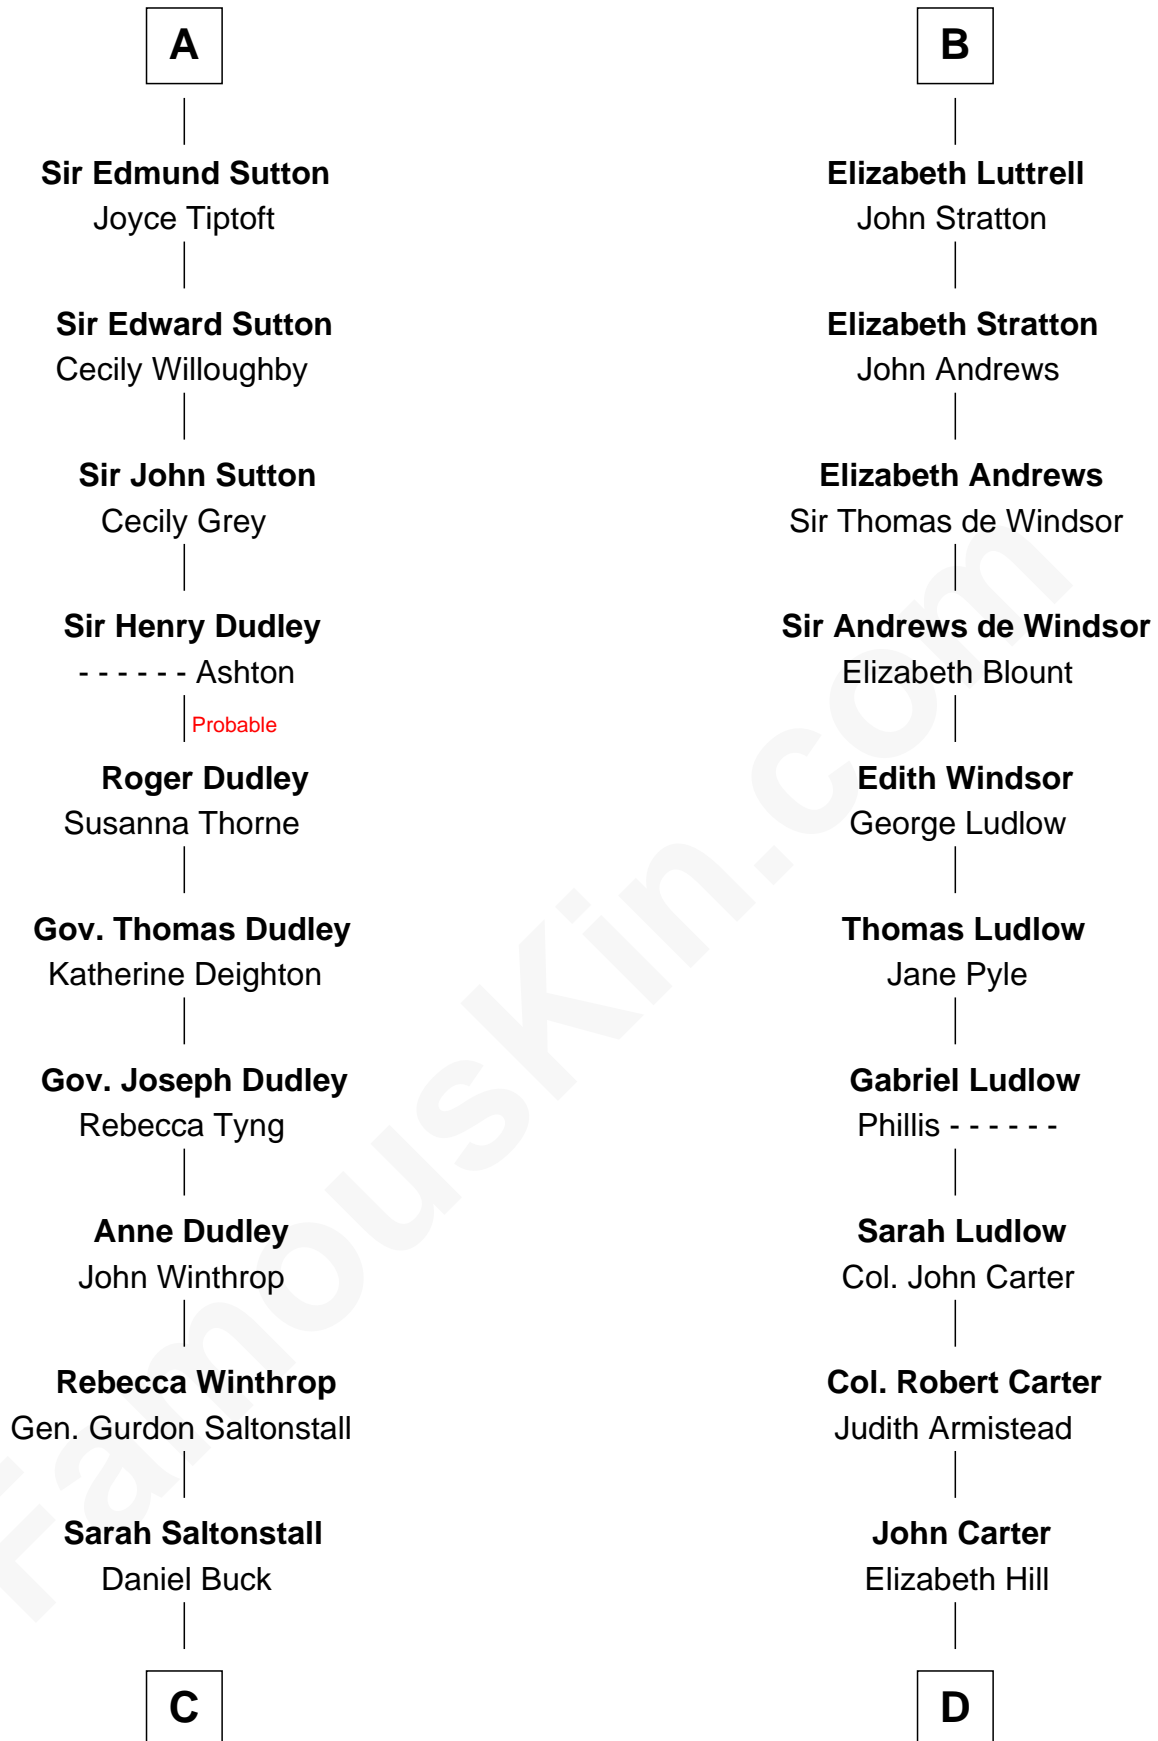 A
Sir Edmund Sutton
Joyce Tiptoft
Sir Edward Sutton
Cecily Willoughby
Sir John Sutton
Cecily Grey
Sir Henry Dudley
- - - - - - Ashton
Probable
Roger Dudley
Susanna Thorne
Gov. Thomas Dudley
Katherine Deighton
Gov. Joseph Dudley
Rebecca Tyng
Anne Dudley
John Winthrop
Rebecca Winthrop
Gen. Gurdon Saltonstall
Sarah Saltonstall
Daniel Buck
C
B
Elizabeth Luttrell
John Stratton
Elizabeth Stratton
John Andrews
Elizabeth Andrews
Sir Thomas de Windsor
Sir Andrews de Windsor
Elizabeth Blount
Edith Windsor
George Ludlow
Thomas Ludlow
Jane Pyle
Gabriel Ludlow
Phillis - - - - - -
Sarah Ludlow
Col. John Carter
Col. Robert Carter
Judith Armistead
John Carter
Elizabeth Hill
D
FamousKin.com